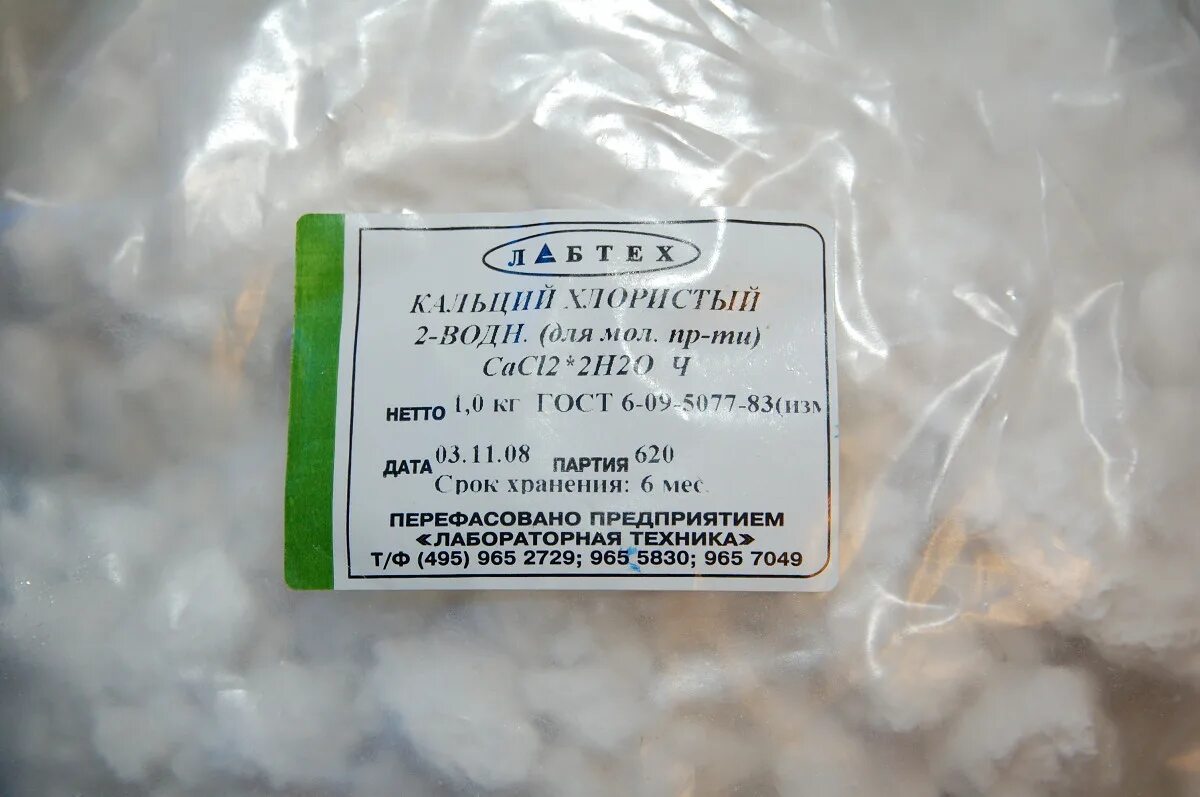 ЛАБТЕХ
КАЛЬЦИЙ ХЛОРИСТЫЙ
2-ВОДН. (для мол. пр-ти)
CaCl2*2H2O Ч
НЕТТО 1,0 кг ГОСТ 6-09-5077-83(изм
ДАТА 03.11.08 ПАРТИЯ 620
Срок хранения: 6 мес.
ПЕРЕФАСОВАНО ПРЕДПРИЯТИЕМ
«ЛАБОРАТОРНАЯ ТЕХНИКА»
Т/Ф (495) 965 2729; 965 5830; 965 7049